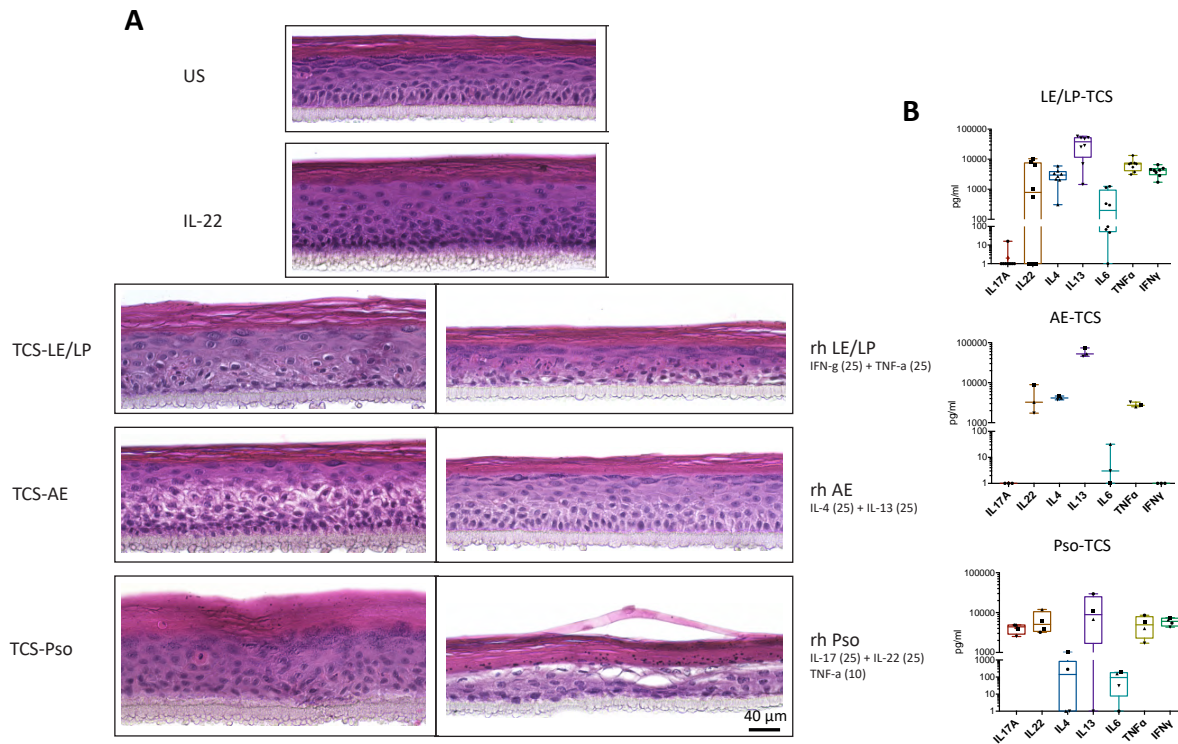 A
US
IL-22
TCS-LE/LP
rh LE/LP
IFN-g (25) + TNF-a (25)
TCS-AE
rh AE
IL-4 (25) + IL-13 (25)
TCS-Pso
rh Pso
IL-17 (25) + IL-22 (25)
TNF-a (10)
40 µm
B
LE/LP-TCS
100000
10000
1000
100
100
50
0
1
pg/ml
IL17A IL22 IL4 IL13 IL6 TNFα IFNγ
AE-TCS
100000
10000
1000
100
10
1
pg/ml
IL17A IL22 IL4 IL13 IL6 TNFα IFNγ
Pso-TCS
100000
10000
1000
1000
100
10
1
pg/ml
IL17A IL22 IL4 IL13 IL6 TNFα IFNγ